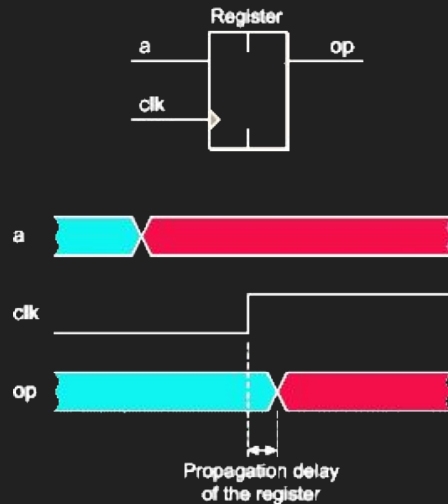 Register
a
op
clk
a
clk
op
Propagation delay
of the register